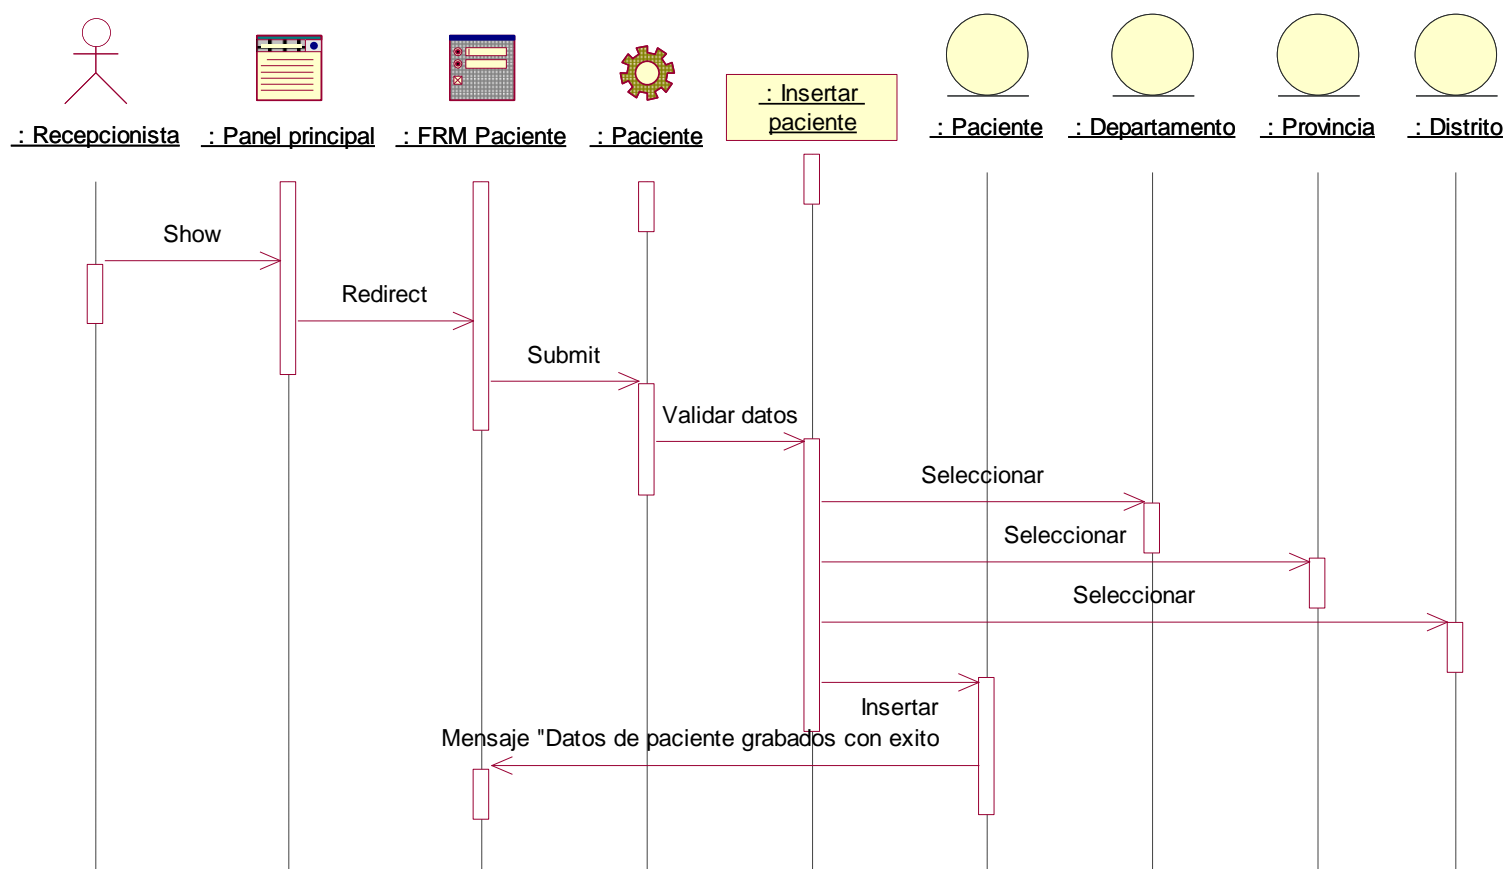 : Insertar
paciente
: Recepcionista
: Panel principal
: FRM Paciente
: Paciente
: Paciente
: Departamento
: Provincia
: Distrito
Show
Redirect
Submit
Validar datos
Seleccionar
Seleccionar
Seleccionar
Insertar
Mensaje "Datos de paciente grabados con exito